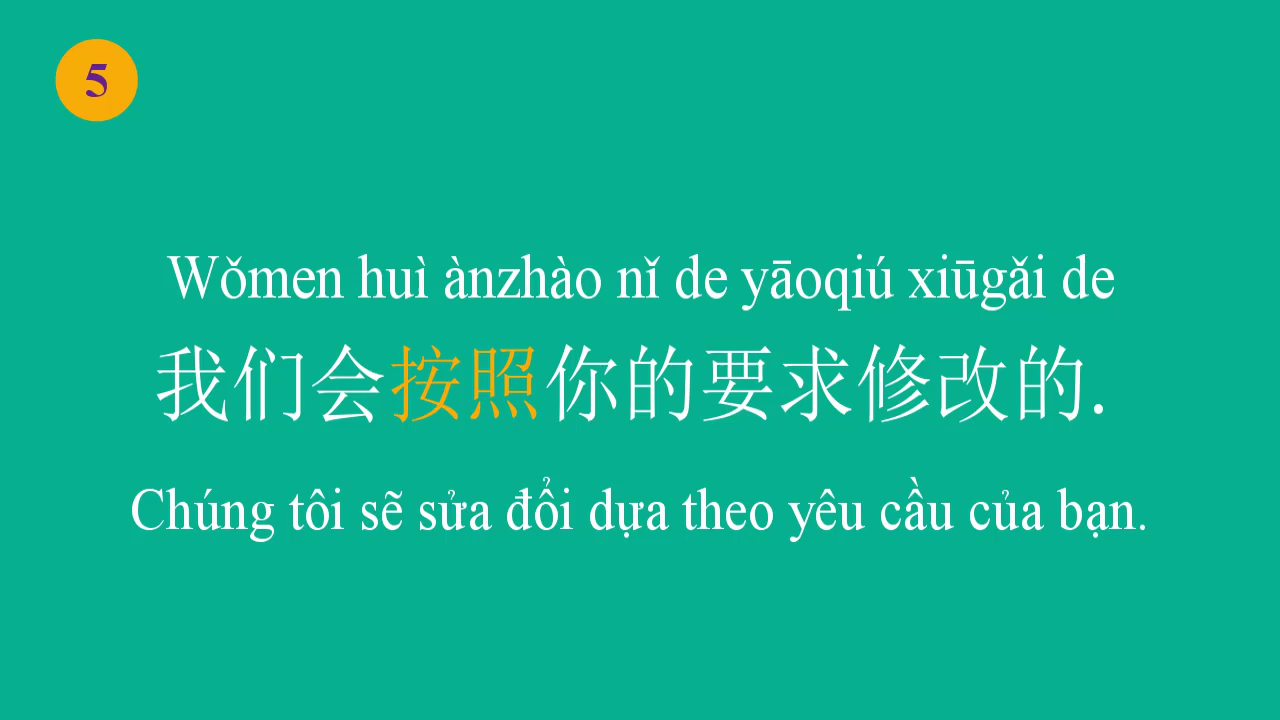 5
Wǒmen huì ànzhào nǐ de yāoqiú xiūgǎi de
我们会按照你的要求修改的.
Chúng tôi sẽ sửa đổi dựa theo yêu cầu của bạn.